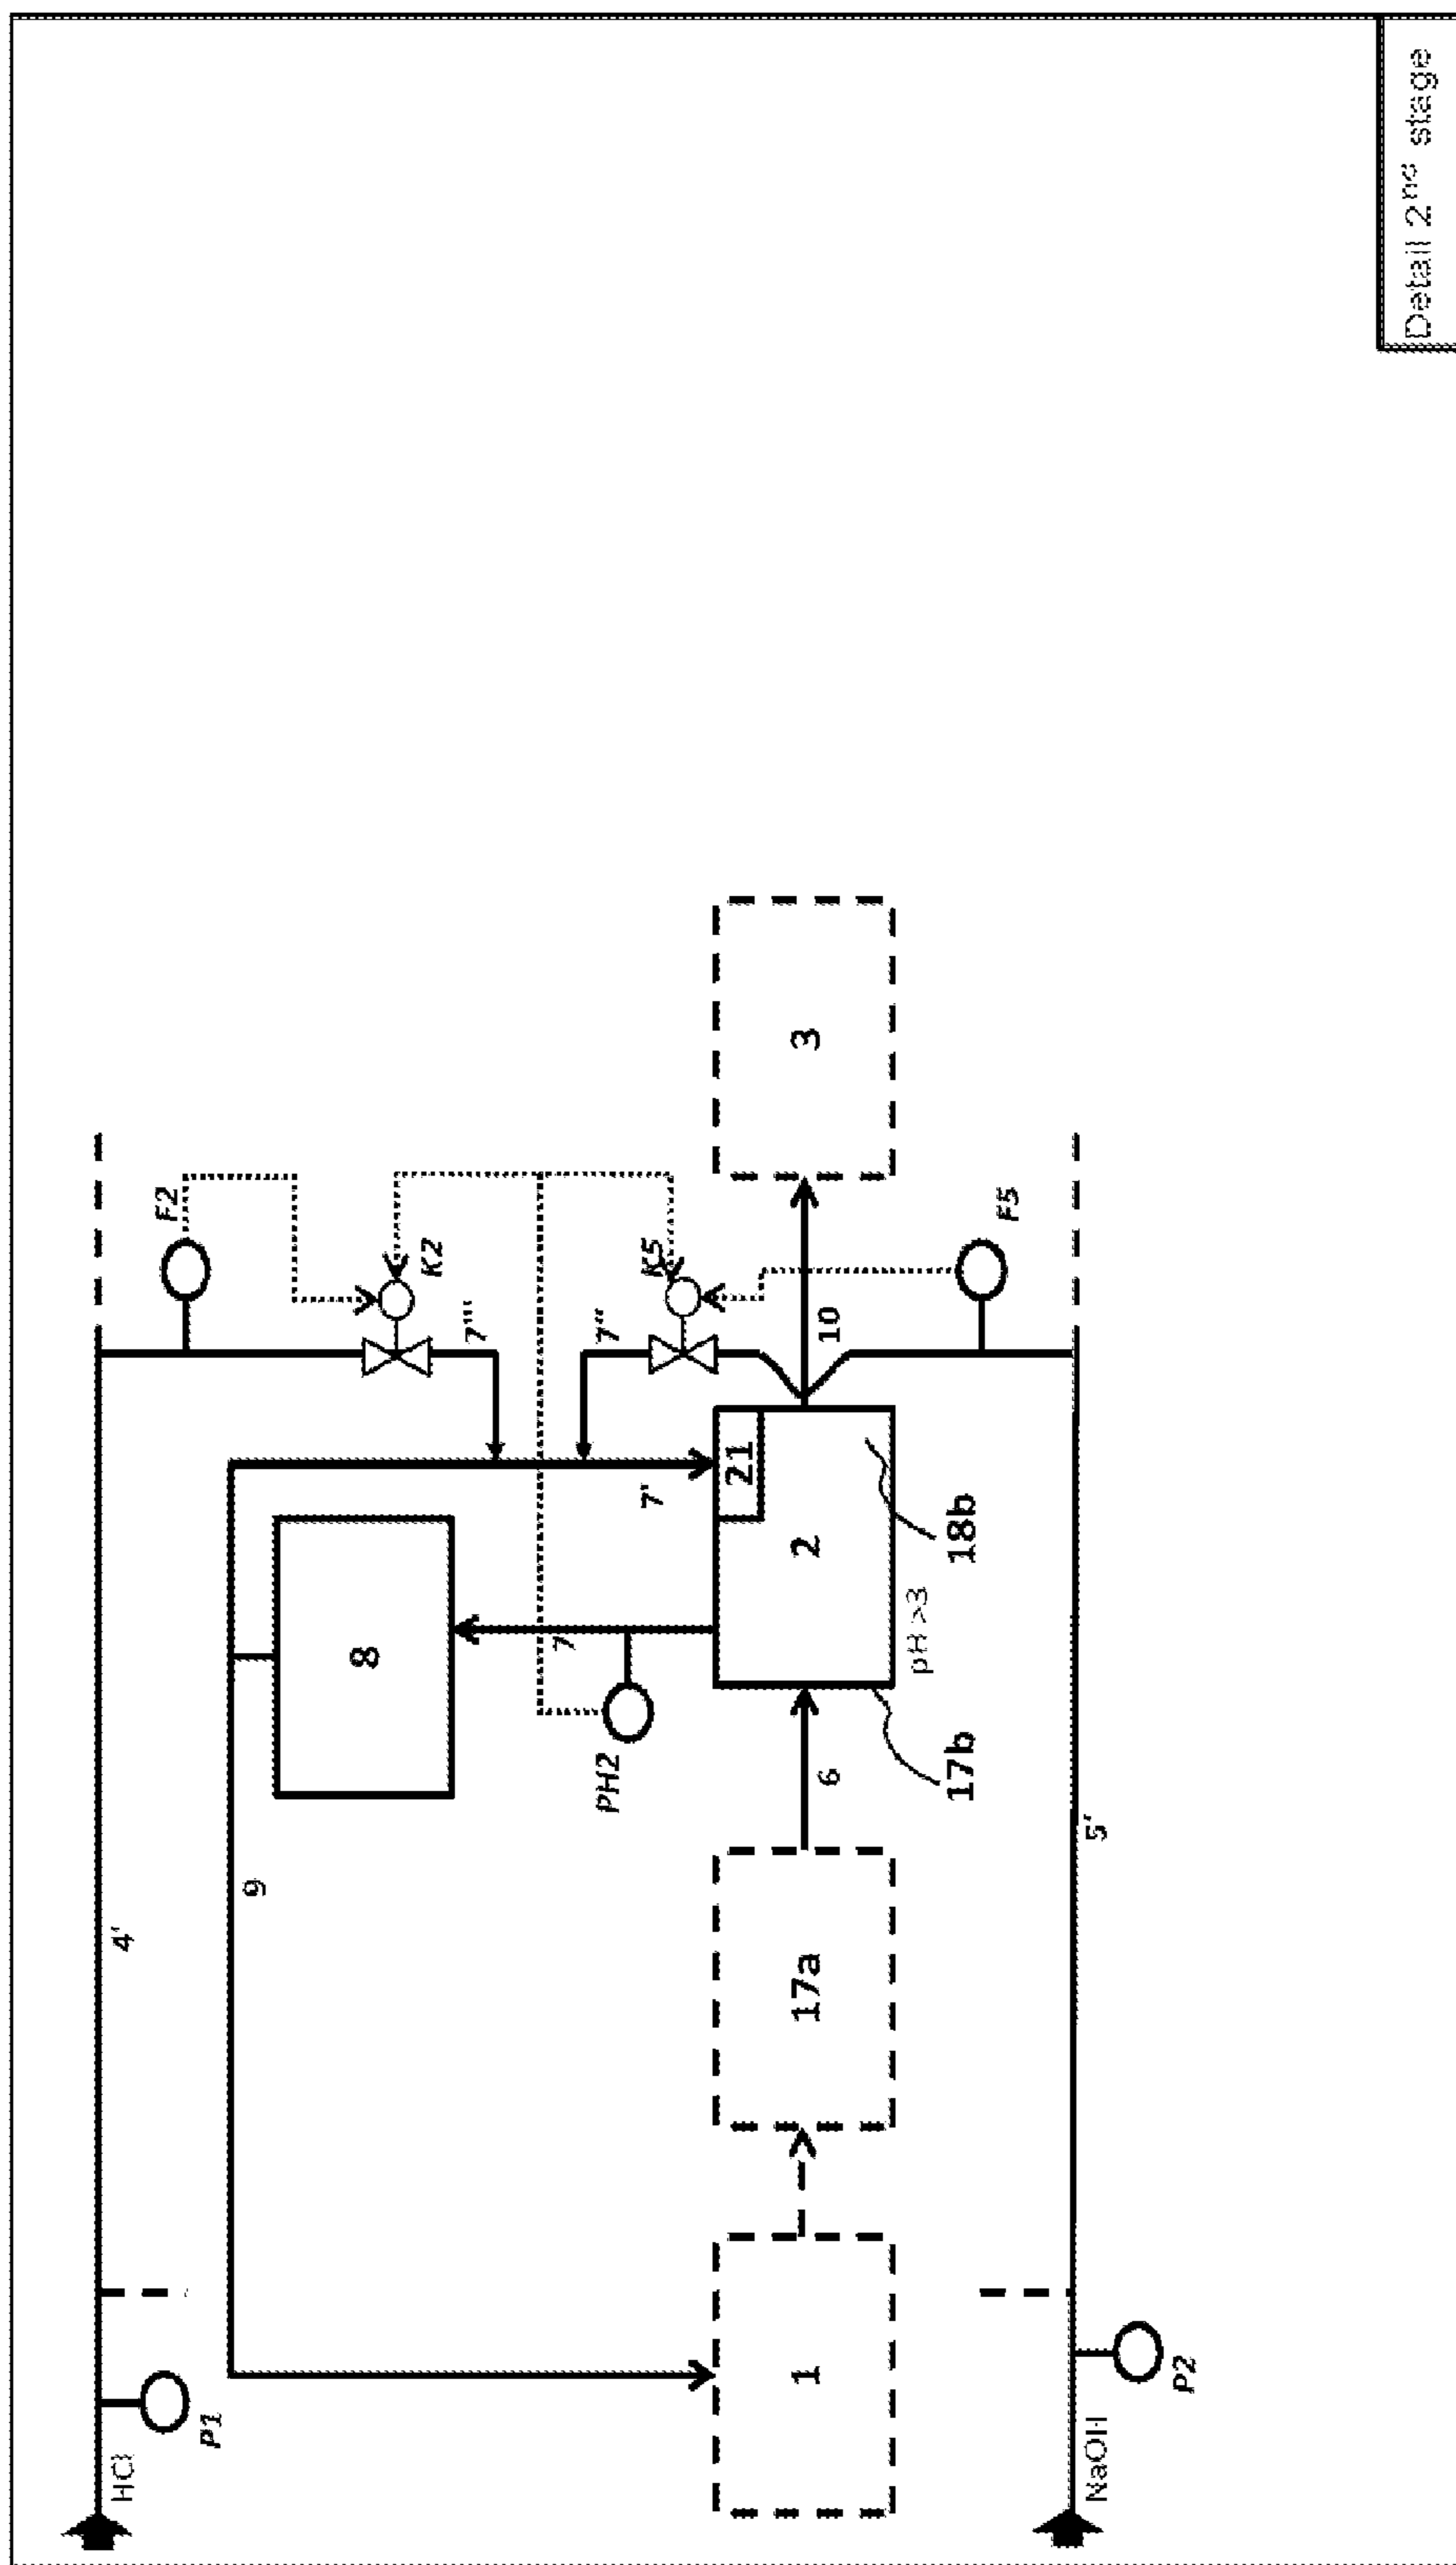 HCl
P1
4'
9
F2
K2
7'''
8
7
7'
7''
K5
PH2
1
17a
6
2
21
10
3
pH >3
17b
18b
F5
5'
NaOH
P2
Detail 2nd stage